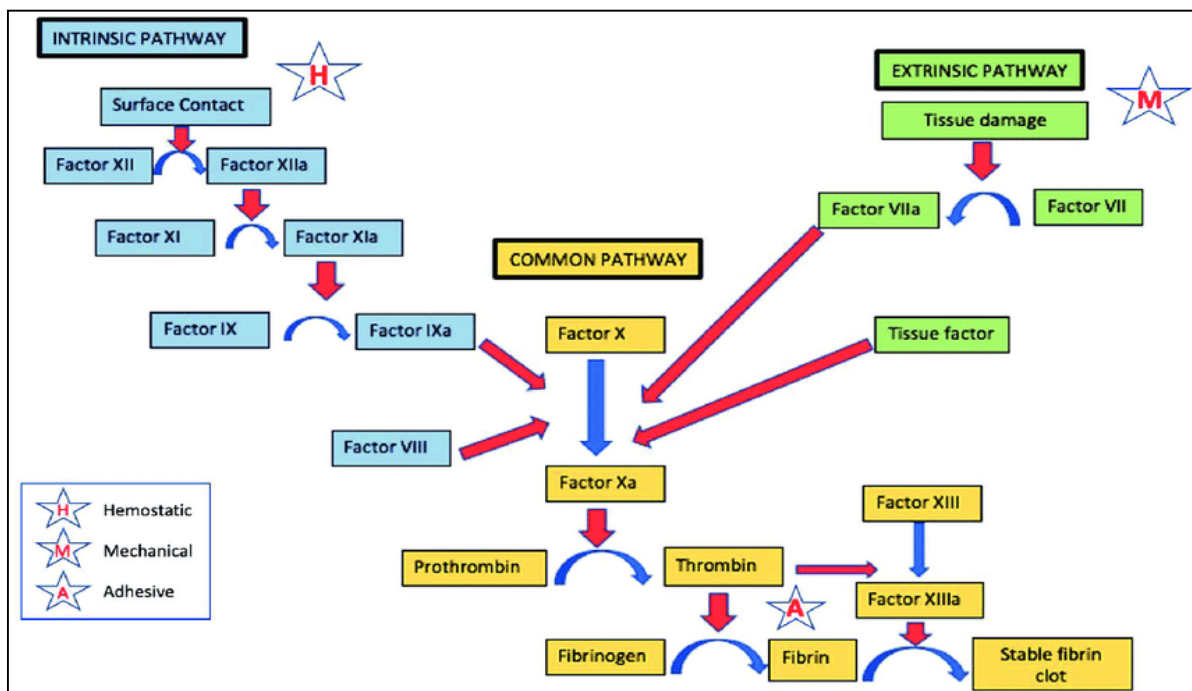 INTRINSIC PATHWAY
H
EXTRINSIC PATHWAY
M
Surface Contact
Tissue damage
Factor XII
Factor XIIa
Factor VIIa
Factor VII
Factor XI
Factor XIa
COMMON PATHWAY
Factor IX
Factor IXa
Factor X
Tissue factor
Factor VIII
Factor Xa
Factor XIII
H Hemostatic
M Mechanical
A Adhesive
Prothrombin
Thrombin
Factor XIIIa
A
Fibrinogen
Fibrin
Stable fibrin
clot